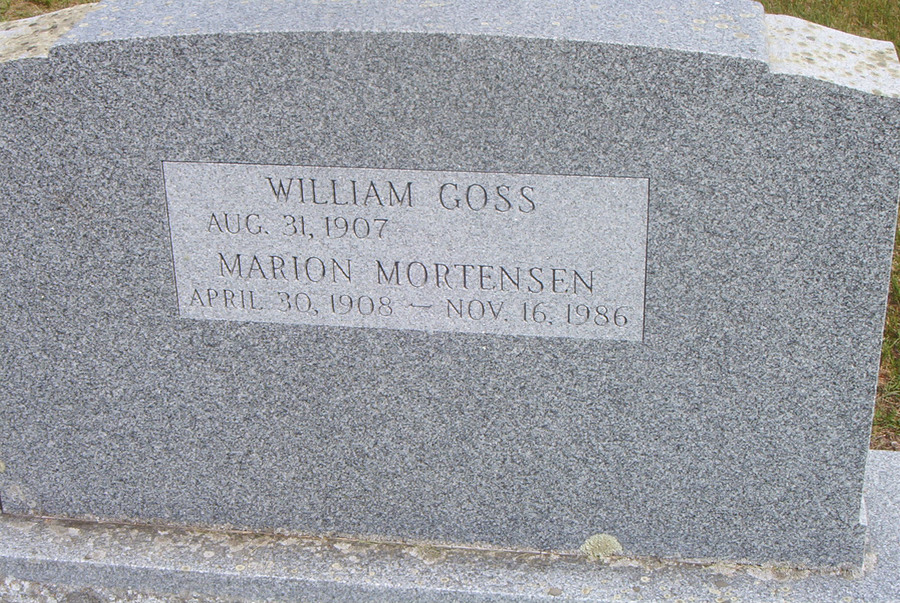 WILLIAM GOSS
AUG. 31, 1907
MARION MORTENSEN
APRIL 30, 1908 — NOV. 16, 1986